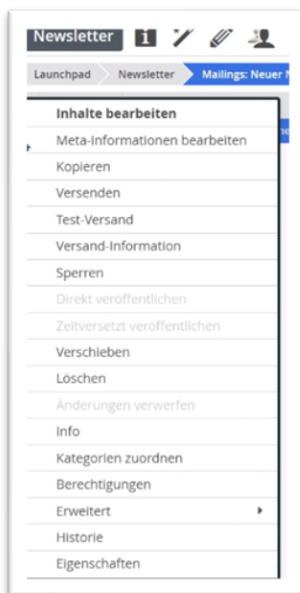 Newsletter
Launchpad Newsletter Mailings: Neuer
Inhalte bearbeiten
Meta-Informationen bearbeiten
Kopieren
Versenden
Test-Versand
Versand-Information
Sperren
Direkt veröffentlichen
Zeitversetzt veröffentlichen
Verschieben
Löschen
Änderungen verwerfen
Info
Kategorien zuordnen
Berechtigungen
Erweitert
Historie
Eigenschaften